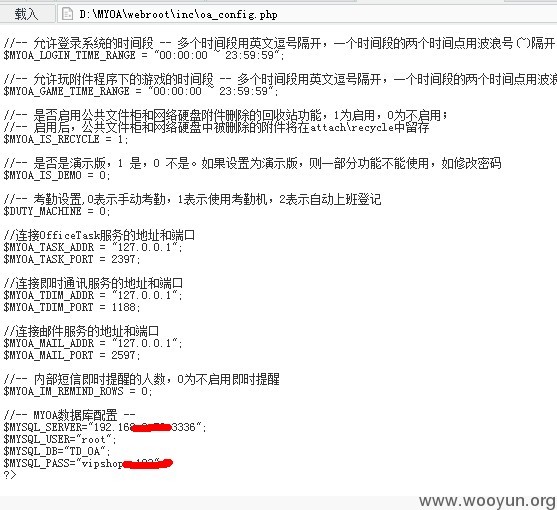 载入 D:\MYOA\webroot\inc\oa_config.php
//-- 允许登录系统的时间段 -- 多个时间段用英文逗号隔开，一个时间段的两个时间点用波浪号(~)隔开
$MYOA_LOGIN_TIME_RANGE = "00:00:00 ~ 23:59:59";
//-- 允许玩附件程序下的游戏的时间段 -- 多个时间段用英文逗号隔开，一个时间段的两个时间点用波浪
$MYOA_GAME_TIME_RANGE = "00:00:00 ~ 23:59:59";
//-- 是否启用公共文件柜和网络硬盘附件删除的回收站功能，1为启用，0为不启用；
//-- 启用后，公共文件柜和网络硬盘中被删除的附件将在attach\recycle中留存
$MYOA_IS_RECYCLE = 1;
//-- 是否是演示版，1 是，0 不是。如果设置为演示版，则一部分功能不能使用，如修改密码
$MYOA_IS_DEMO = 0;
//-- 考勤设置,0表示手动考勤，1表示使用考勤机，2表示自动上班登记
$DUTY_MACHINE = 0;
//连接OfficeTask服务的地址和端口
$MYOA_TASK_ADDR = "127.0.0.1";
$MYOA_TASK_PORT = 2397;
//连接即时通讯服务的地址和端口
$MYOA_TDIM_ADDR = "127.0.0.1";
$MYOA_TDIM_PORT = 1188;
//连接邮件服务的地址和端口
$MYOA_MAIL_ADDR = "127.0.0.1";
$MYOA_MAIL_PORT = 2597;
//-- 内部短信即时提醒的人数，0为不启用即时提醒
$MYOA_IM_REMIND_ROWS = 0;
//-- MYOA数据库配置 --
$MYSQL_SERVER="192.16 3336";
$MYSQL_USER="root";
$MYSQL_DB="TD_OA";
$MYSQL_PASS="vipshop
?>
www.wooyun.org